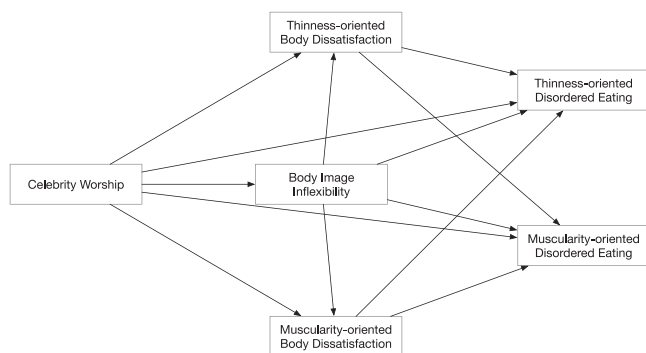 Thinness-oriented
Body Dissatisfaction
Thinness-oriented
Disordered Eating
Celebrity Worship
Body Image
Inflexibility
Muscularity-oriented
Disordered Eating
Muscularity-oriented
Body Dissatisfaction